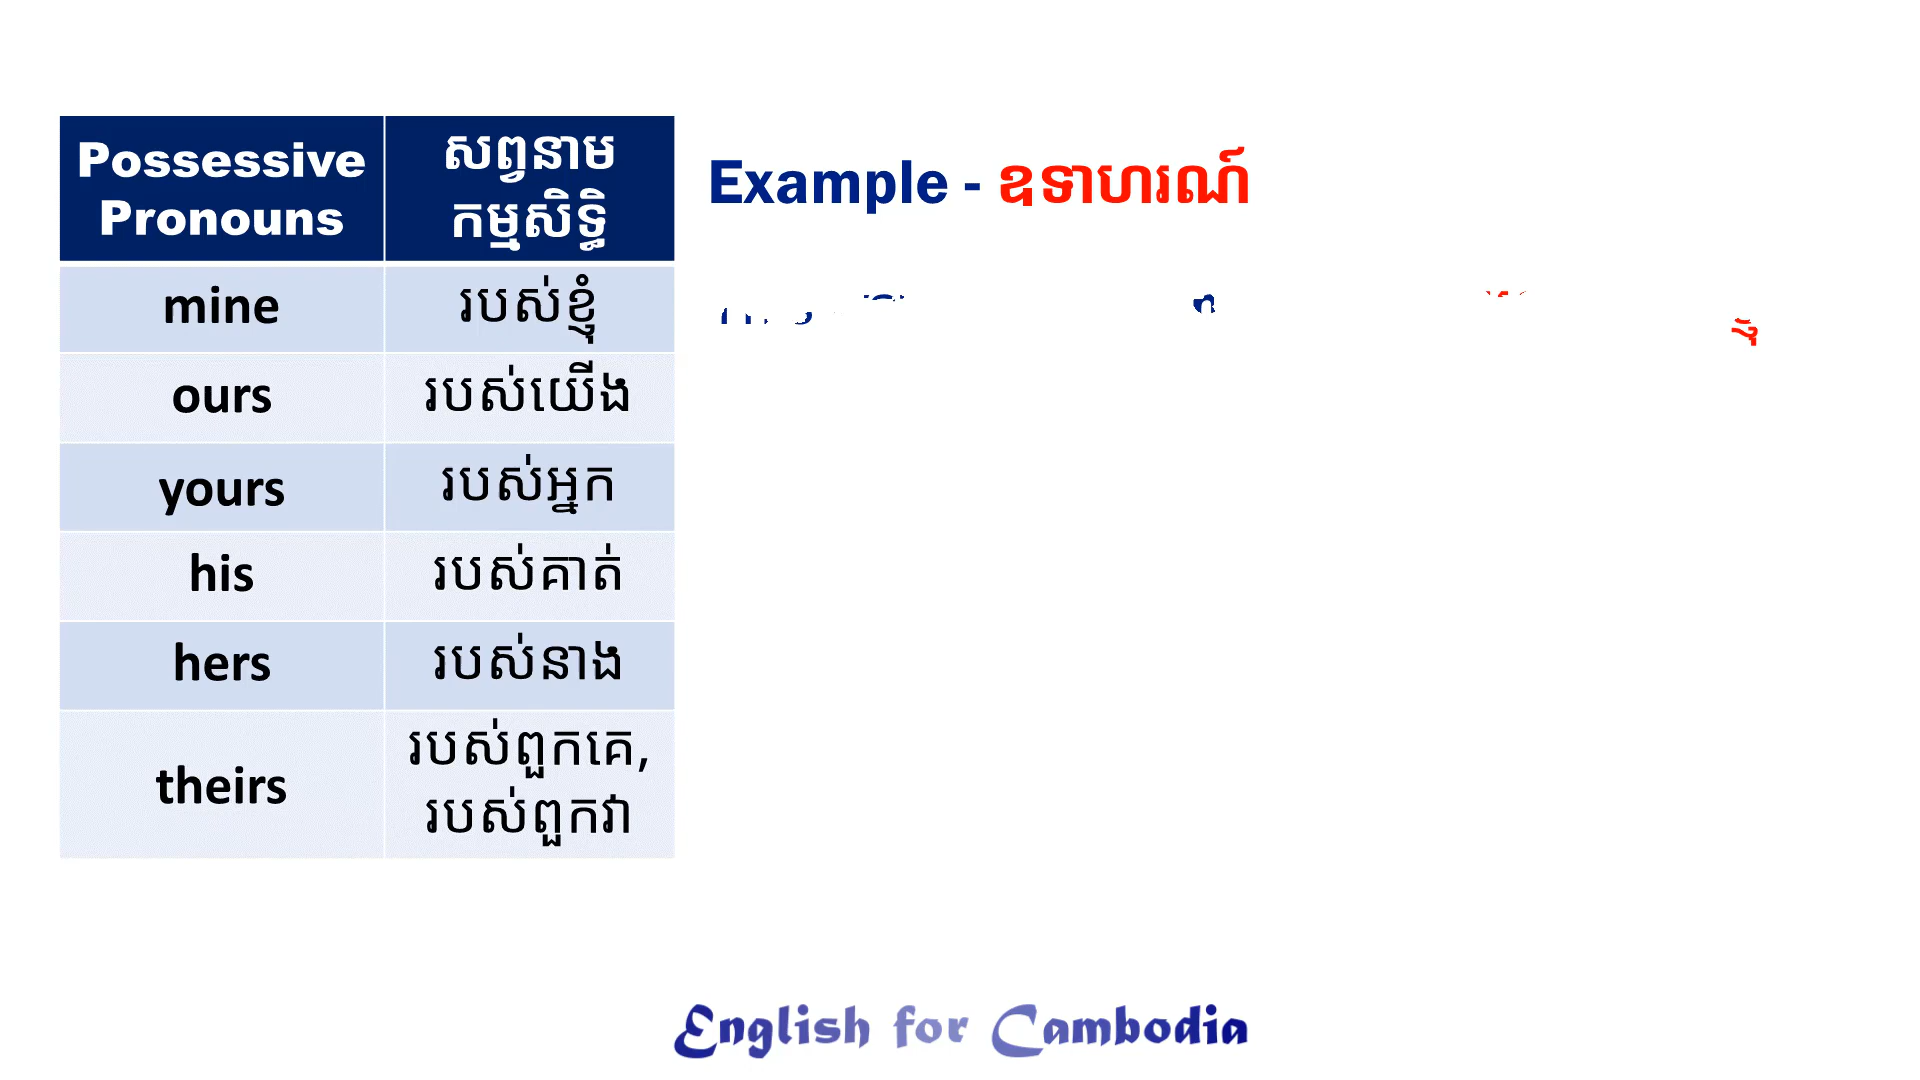 Possessive
Pronouns
សព្វនាម
កម្មសិទ្ធិ
Example - ឧទាហរណ៍
mine
របស់ខ្ញុំ
ours
របស់យើង
yours
របស់អ្នក
his
របស់គាត់
hers
របស់នាង
theirs
របស់ពួកគេ,
របស់ពួកវា
English for Cambodia